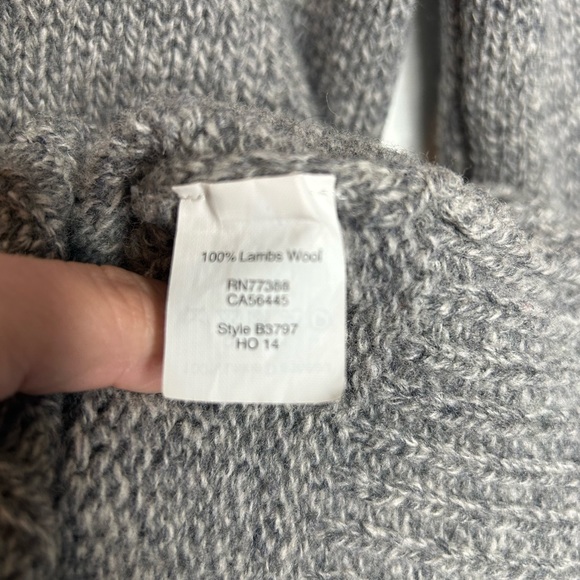 100% Lambs Wool
RN77388
CA56445
Style B3797
HO 14